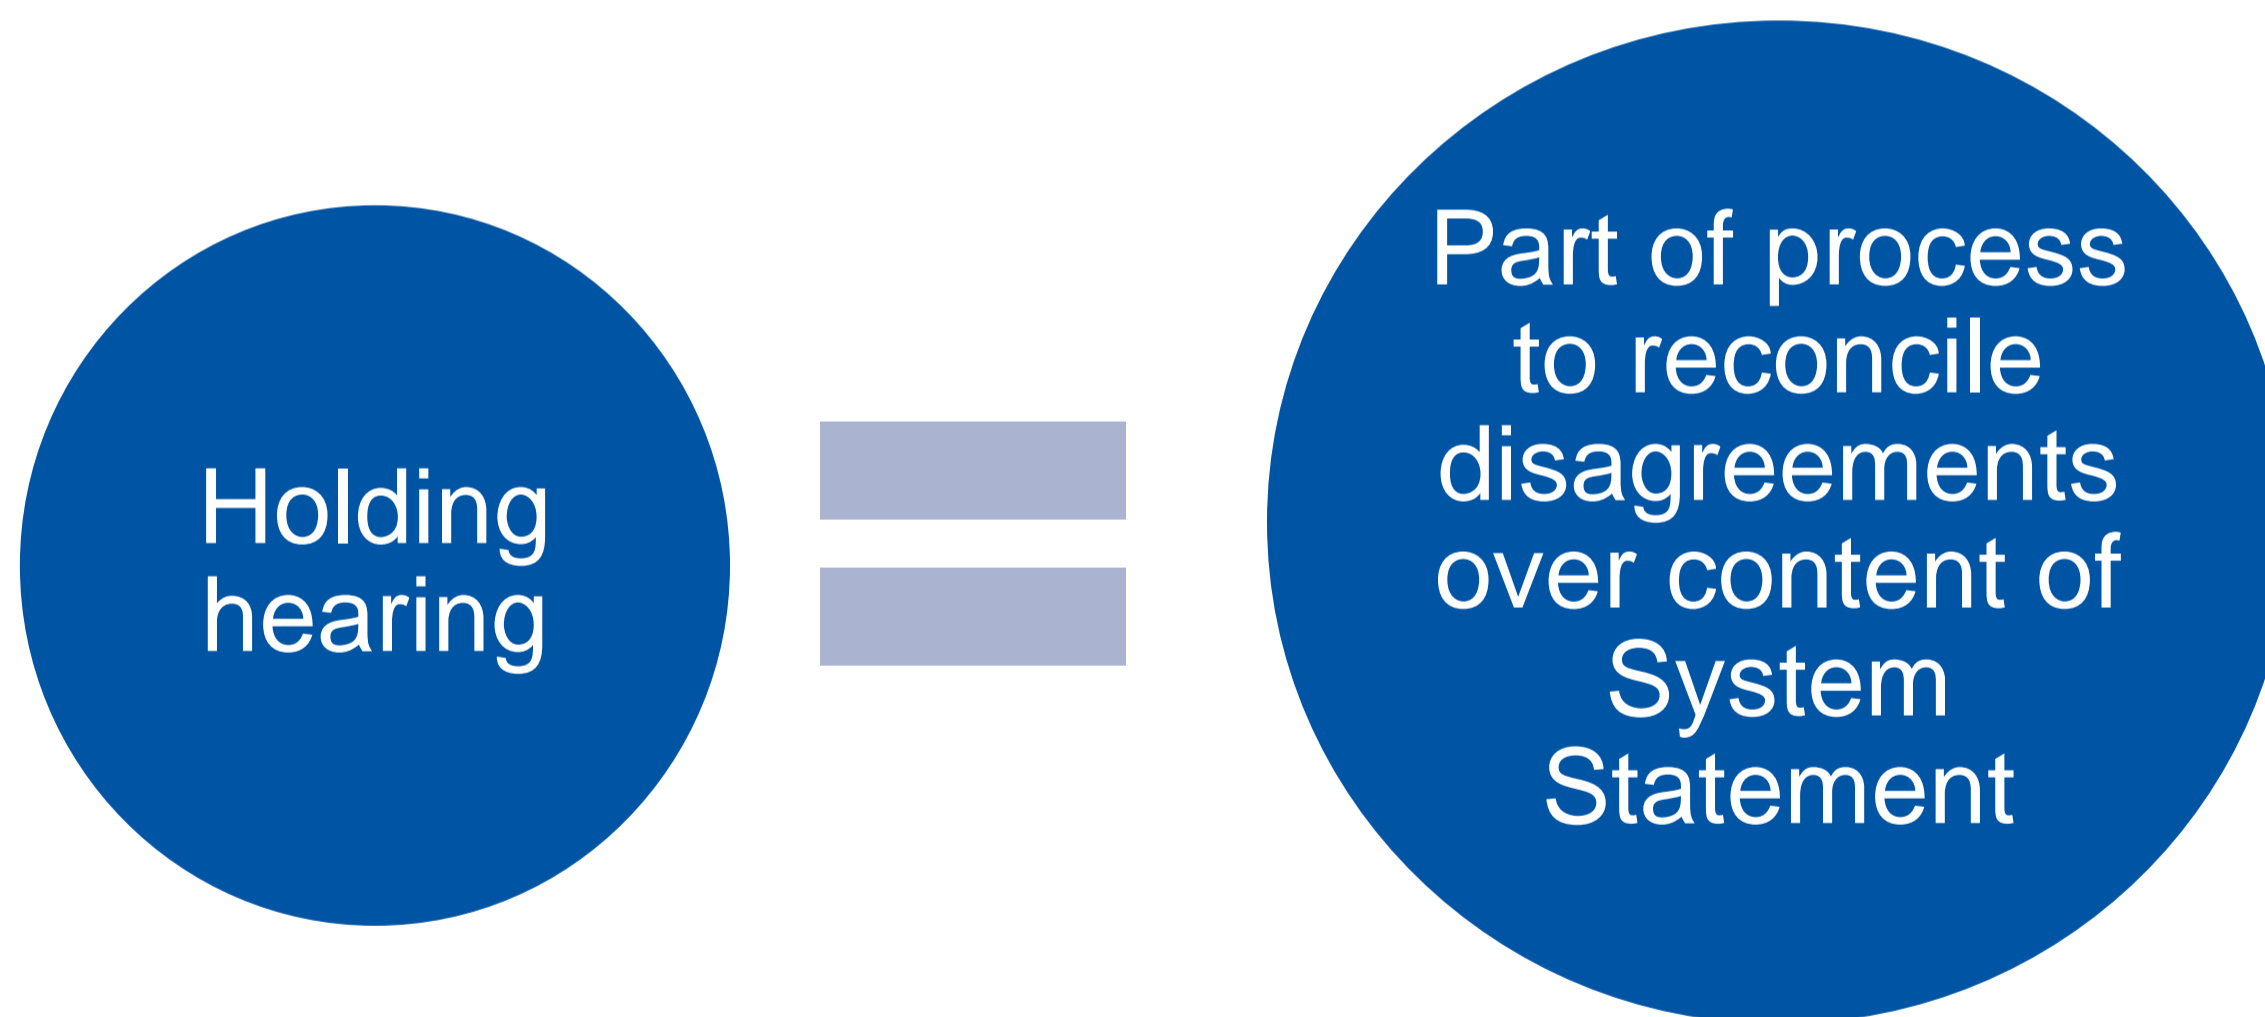 Holding
hearing
Part of process
to reconcile
disagreements
over content of
System
Statement